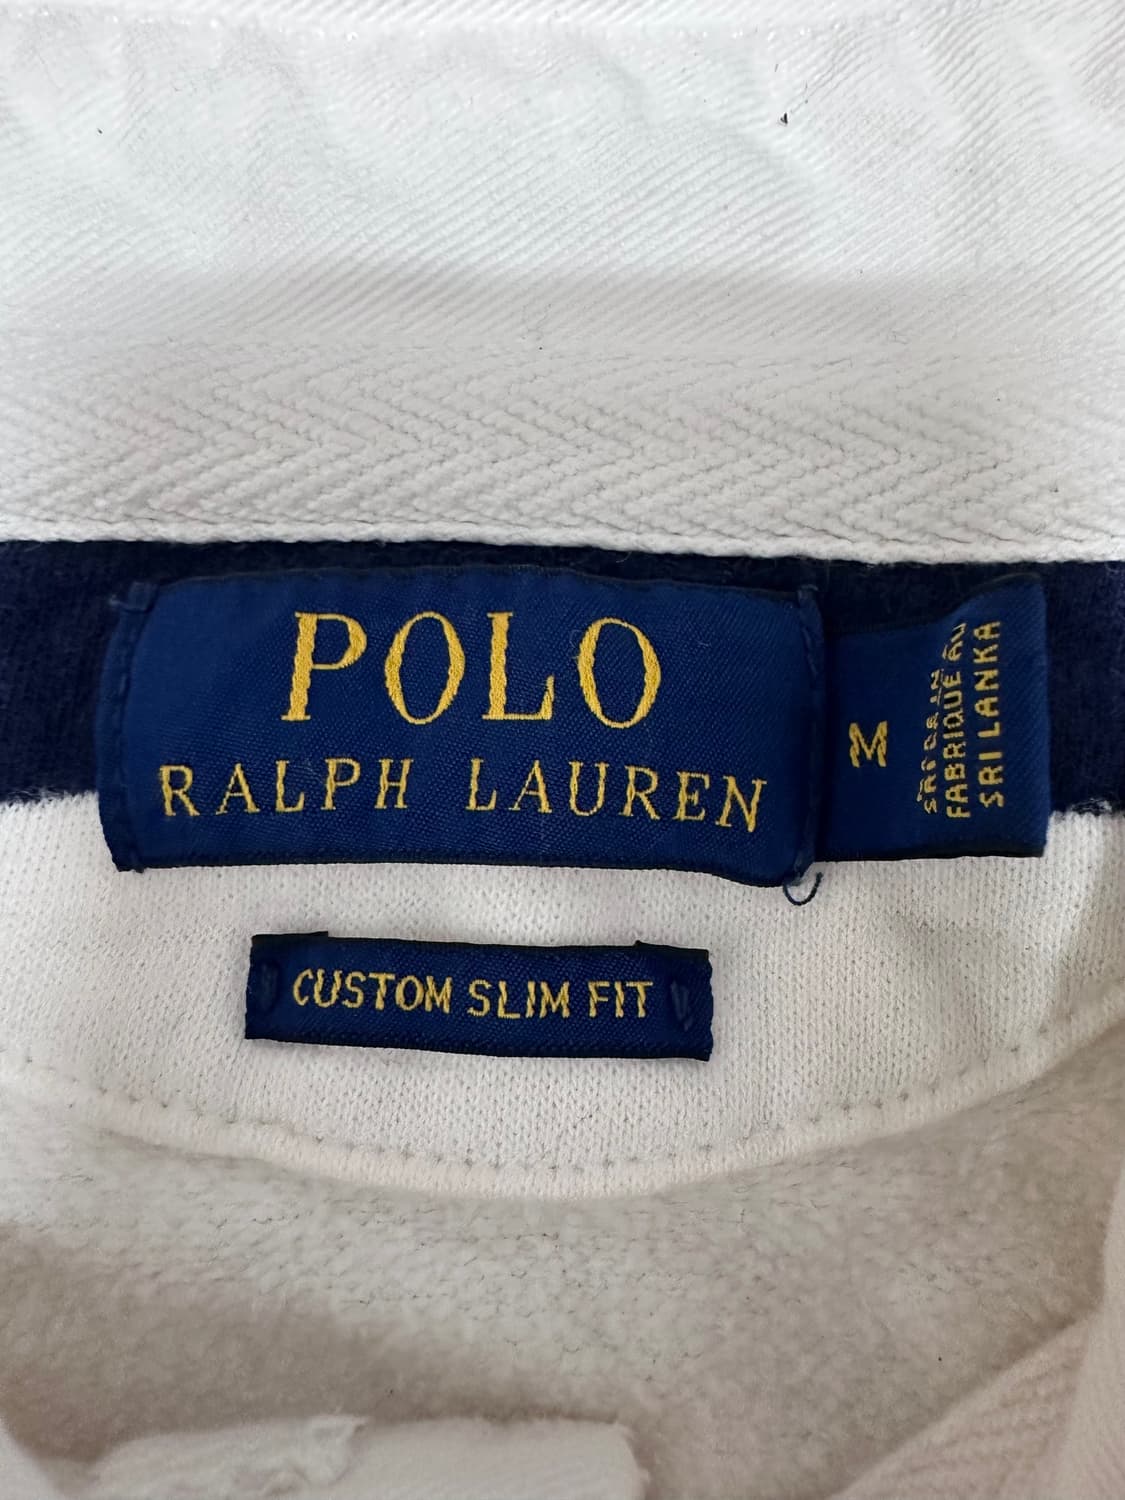 POLO
RALPH LAUREN
M
FABRIQUÉ AU
SRI LANKA
CUSTOM SLIM FIT